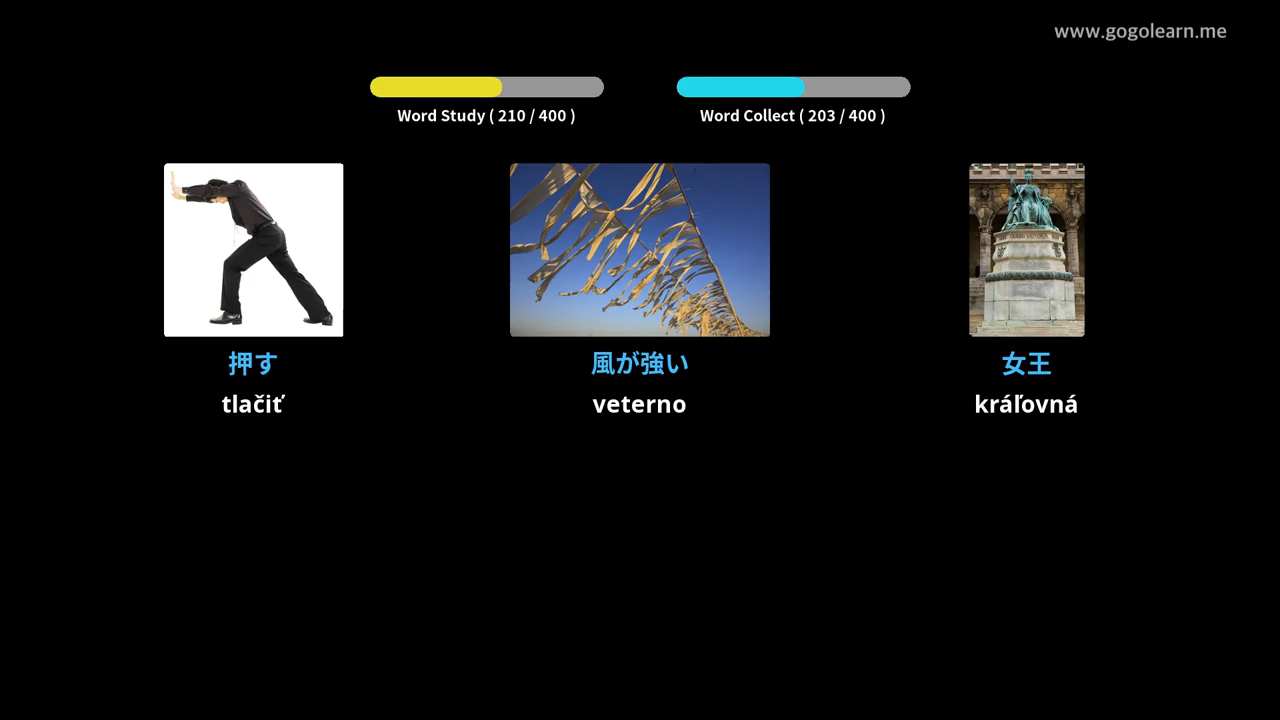 www.gogolearn.me
Word Study ( 210 / 400 )
Word Collect ( 203 / 400 )
押す
風が強い
女王
tlačiť
veterno
kráľovná